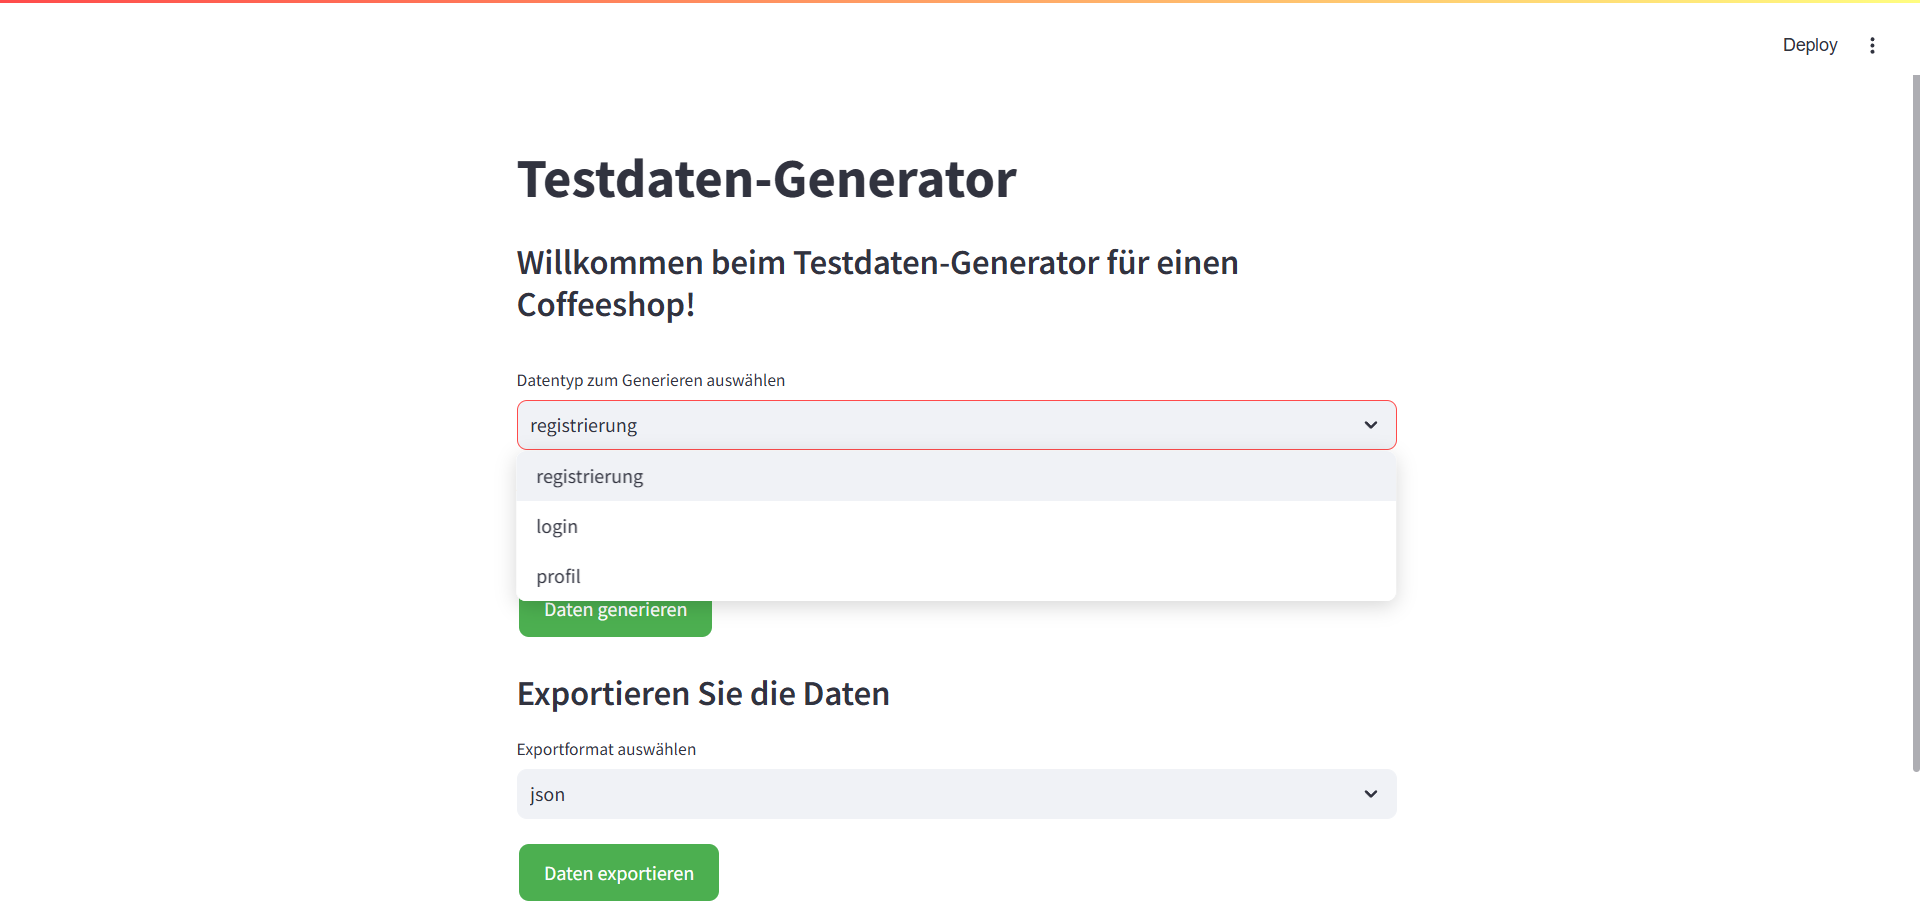 Deploy
Testdaten-Generator
Willkommen beim Testdaten-Generator für einen
Coffeeshop!
Datentyp zum Generieren auswählen
registrierung
registrierung
login
profil
Daten generieren
Exportieren Sie die Daten
Exportformat auswählen
json
Daten exportieren